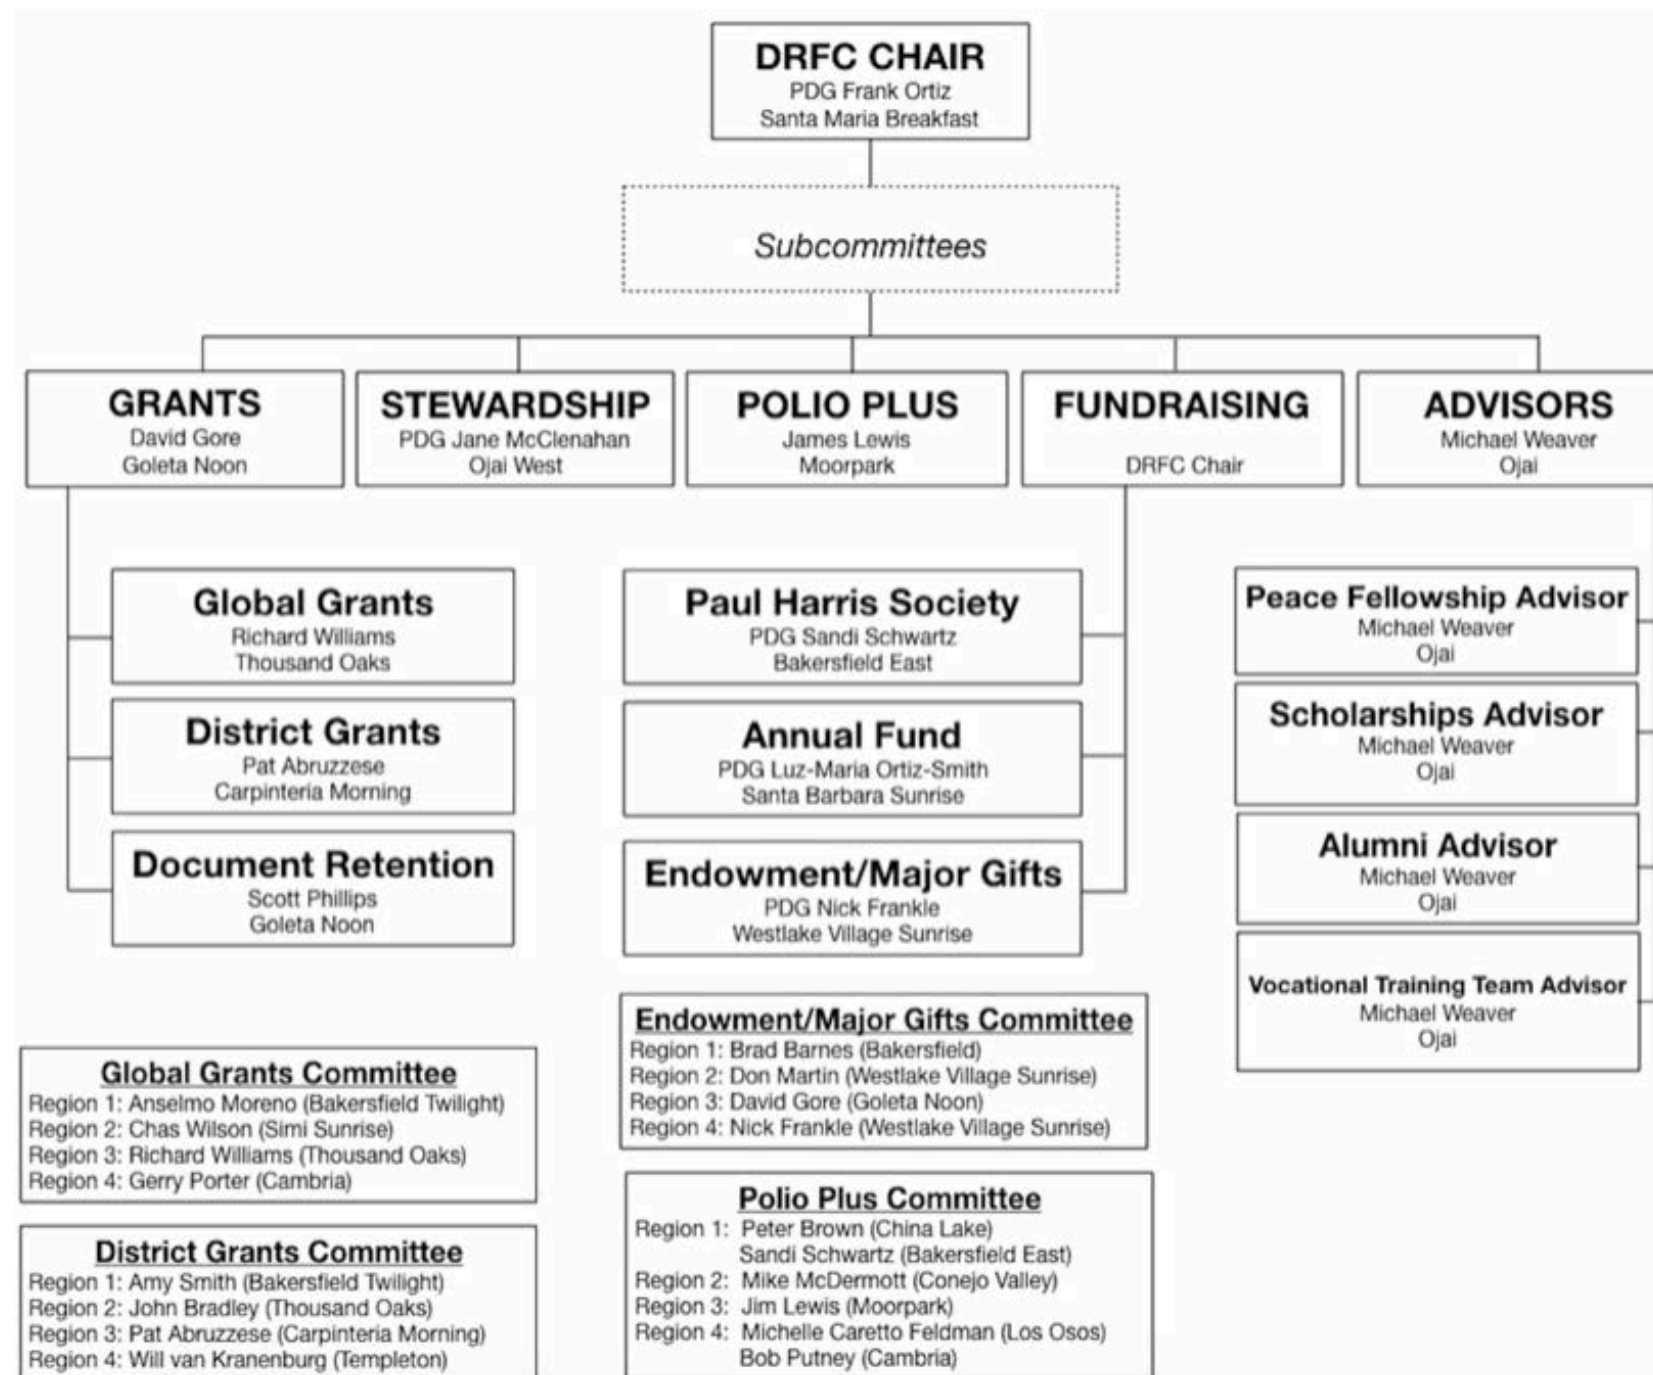 DRFC CHAIR
PDG Frank Ortiz
Santa Maria Breakfast
Subcommittees
GRANTS
David Gore
Goleta Noon
STEWARDSHIP
PDG Jane McClenahan
Ojai West
POLIO PLUS
James Lewis
Moorpark
FUNDRAISING
DRFC Chair
ADVISORS
Michael Weaver
Ojai
Global Grants
Richard Williams
Thousand Oaks
District Grants
Pat Abruzzese
Carpinteria Morning
Document Retention
Scott Phillips
Goleta Noon
Paul Harris Society
PDG Sandi Schwartz
Bakersfield East
Annual Fund
PDG Luz-Maria Ortiz-Smith
Santa Barbara Sunrise
Endowment/Major Gifts
PDG Nick Frankle
Westlake Village Sunrise
Peace Fellowship Advisor
Michael Weaver
Ojai
Scholarships Advisor
Michael Weaver
Ojai
Alumni Advisor
Michael Weaver
Ojai
Vocational Training Team Advisor
Michael Weaver
Ojai
Global Grants Committee
Region 1: Anselmo Moreno (Bakersfield Twilight)
Region 2: Chas Wilson (Simi Sunrise)
Region 3: Richard Williams (Thousand Oaks)
Region 4: Gerry Porter (Cambria)
District Grants Committee
Region 1: Amy Smith (Bakersfield Twilight)
Region 2: John Bradley (Thousand Oaks)
Region 3: Pat Abruzzese (Carpinteria Morning)
Region 4: Will van Kranenburg (Templeton)
Endowment/Major Gifts Committee
Region 1: Brad Barnes (Bakersfield)
Region 2: Don Martin (Westlake Village Sunrise)
Region 3: David Gore (Goleta Noon)
Region 4: Nick Frankle (Westlake Village Sunrise)
Polio Plus Committee
Region 1: Peter Brown (China Lake)
Sandi Schwartz (Bakersfield East)
Region 2: Mike McDermott (Conejo Valley)
Region 3: Jim Lewis (Moorpark)
Region 4: Michelle Caretto Feldman (Los Osos)
Bob Putney (Cambria)